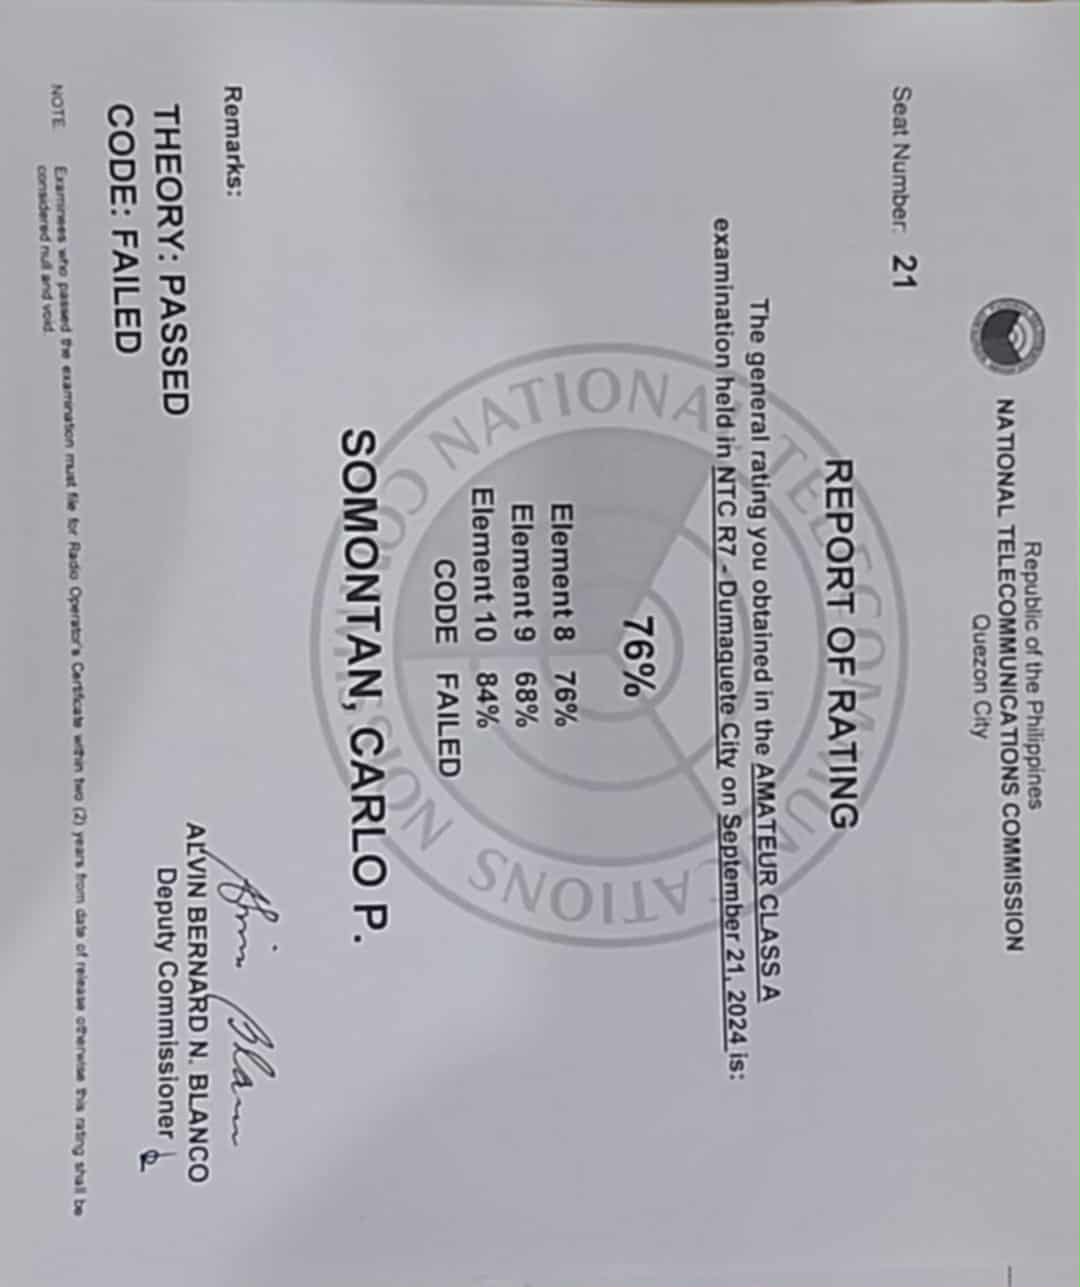 Republic of the Philippines
NATIONAL TELECOMMUNICATIONS COMMISSION
Quezon City
Seat Number: 21
REPORT OF RATING
The general rating you obtained in the AMATEUR CLASS A
examination held in NTC R7 - Dumaguete City on September 21, 2024 is:
76%
Element 8 76%
Element 9 68%
Element 10 84%
CODE FAILED
SOMONTAN, CARLO P.
Remarks:
THEORY: PASSED
CODE: FAILED
ALVIN BERNARD N. BLANCO
Deputy Commissioner
NOTE: Examinees who passed the examination must file for Radio Operator's Certificate within two (2) years from date of release otherwise this rating shall be
considered null and void.
NATIONAL TELECOMMUNICATIONS COMMISSION